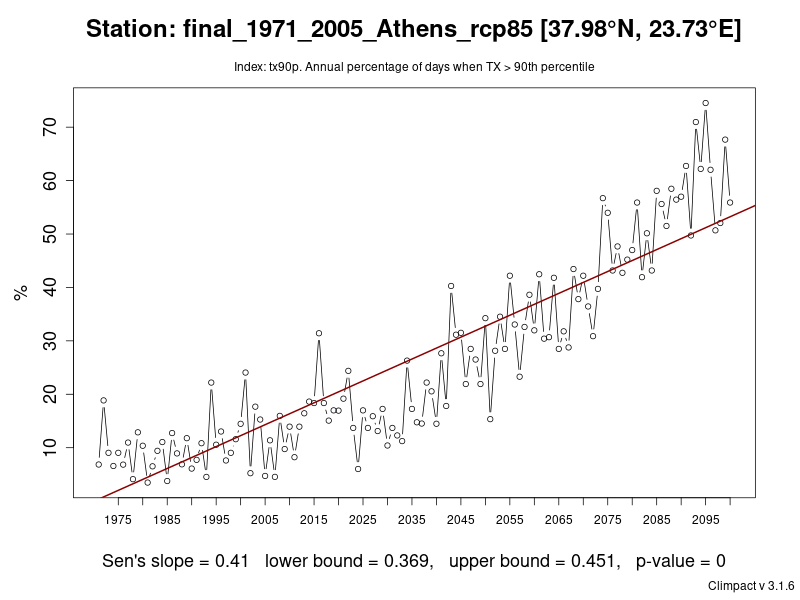 Station: final_1971_2005_Athens_rcp85 [37.98°N, 23.73°E]
Index: tx90p. Annual percentage of days when TX > 90th percentile
70
60
50
40
30
20
10
%
1975 1985 1995 2005 2015 2025 2035 2045 2055 2065 2075 2085 2095
Sen's slope = 0.41 lower bound = 0.369, upper bound = 0.451, p-value = 0
Climpact v 3.1.6